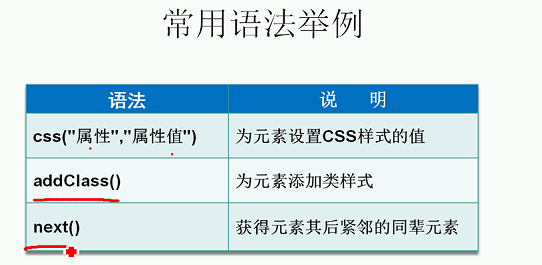 常用语法举例
语法 说 明
css("属性","属性值") 为元素设置CSS样式的值
addClass() 为元素添加类样式
next() 获得元素其后紧邻的同辈元素